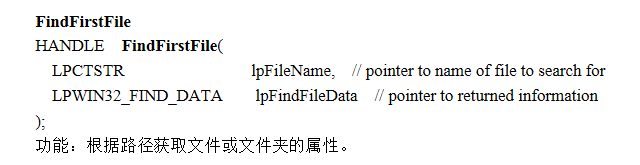 FindFirstFile
HANDLE FindFirstFile(
LPCTSTR lpFileName, // pointer to name of file to search for
LPWIN32_FIND_DATA lpFindFileData // pointer to returned information
);
功能：根据路径获取文件或文件夹的属性。